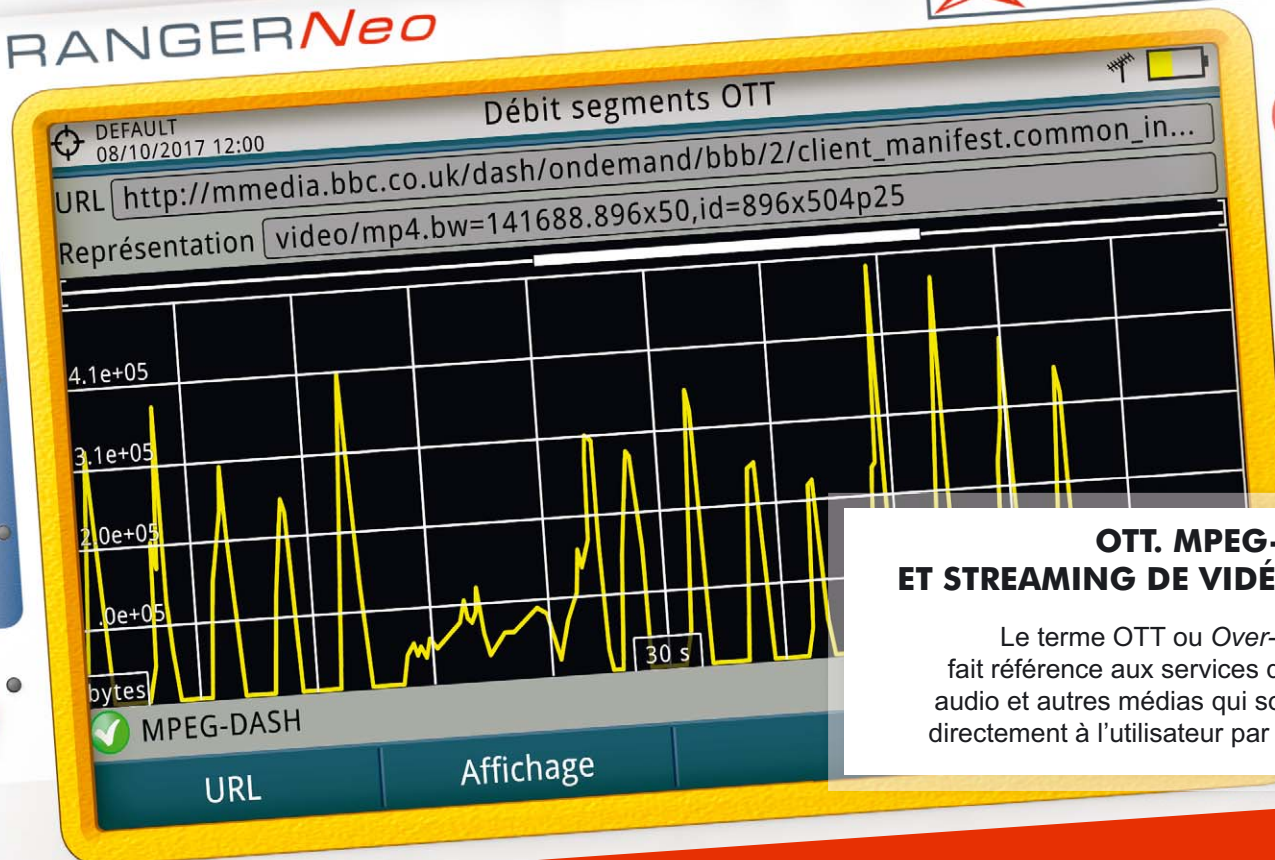 RANGERNeo
DEFAULT
08/10/2017 12:00
Débit segments OTT
URL http://mmedia.bbc.co.uk/dash/ondemand/bbb/2/client_manifest.common_in...
Représentation video/mp4.bw=141688.896x50,id=896x504p25
4.1e+05
3.1e+05
2.0e+05
.0e+05
bytes
30 s
MPEG-DASH
URL
Affichage
OTT. MPEG-
ET STREAMING DE VIDÉ
Le terme OTT ou Over-
fait référence aux services
audio et autres médias qui
directement à l’utilisateur par